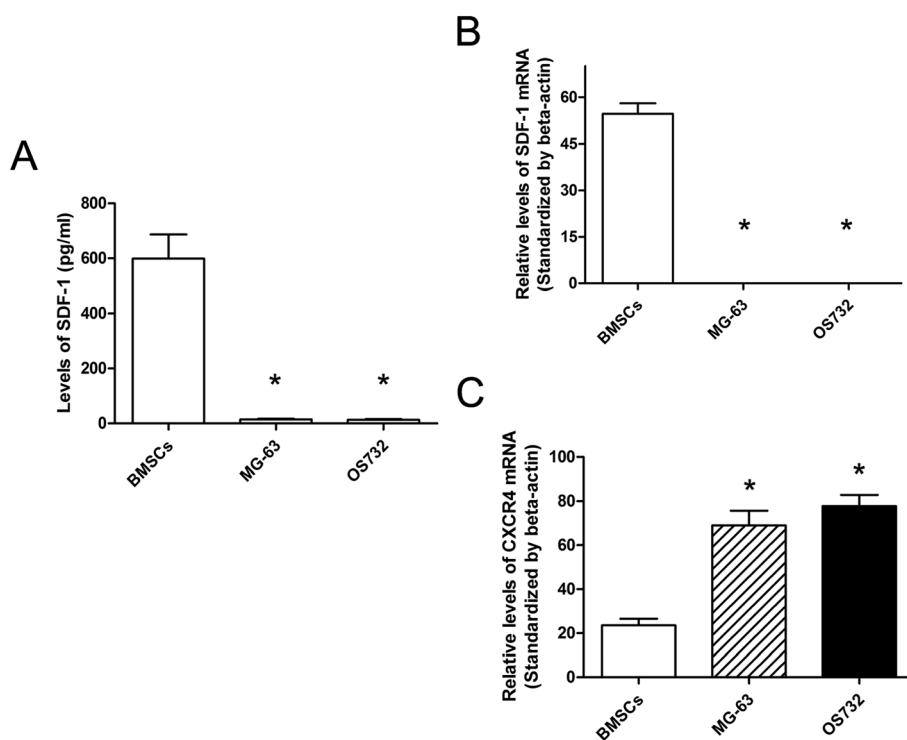 A
Levels of SDF-1 (pg/ml)
800
600
400
200
0
*
*
BMSCs
MG-63
OS732
B
Relative levels of SDF-1 mRNA
(Standardized by beta-actin)
60
45
30
15
0
*
*
BMSCs
MG-63
OS732
C
Relative levels of CXCR4 mRNA
(Standardized by beta-actin)
100
80
60
40
20
0
*
*
BMSCs
MG-63
OS732